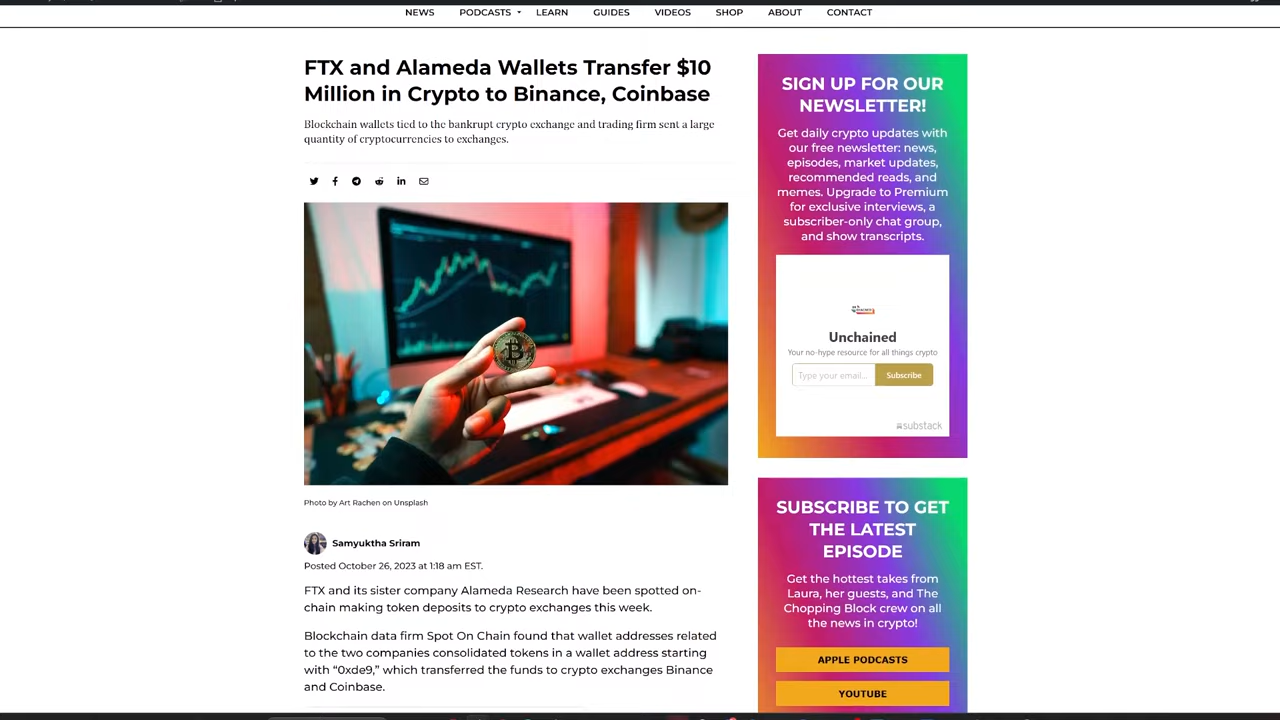 NEWS PODCASTS LEARN GUIDES VIDEOS SHOP ABOUT CONTACT
FTX and Alameda Wallets Transfer $10
Million in Crypto to Binance, Coinbase
Blockchain wallets tied to the bankrupt crypto exchange and trading firm sent a large
quantity of cryptocurrencies to exchanges.
Photo by Art Rachen on Unsplash
Samyuktha Sriram
Posted October 26, 2023 at 1:18 am EST.
FTX and its sister company Alameda Research have been spotted on-
chain making token deposits to crypto exchanges this week.
Blockchain data firm Spot On Chain found that wallet addresses related
to the two companies consolidated tokens in a wallet address starting
with “0xde9,” which transferred the funds to crypto exchanges Binance
and Coinbase.
SIGN UP FOR OUR
NEWSLETTER!
Get daily crypto updates with
our free newsletter: news,
episodes, market updates,
recommended reads, and
memes. Upgrade to Premium
for exclusive interviews, a
subscriber-only chat group,
and show transcripts.
Unchained
Your no-hype resource for all things crypto
Type your email... Subscribe
substack
SUBSCRIBE TO GET
THE LATEST
EPISODE
Get the hottest takes from
Laura, her guests, and The
Chopping Block crew on all
the news in crypto!
APPLE PODCASTS
YOUTUBE